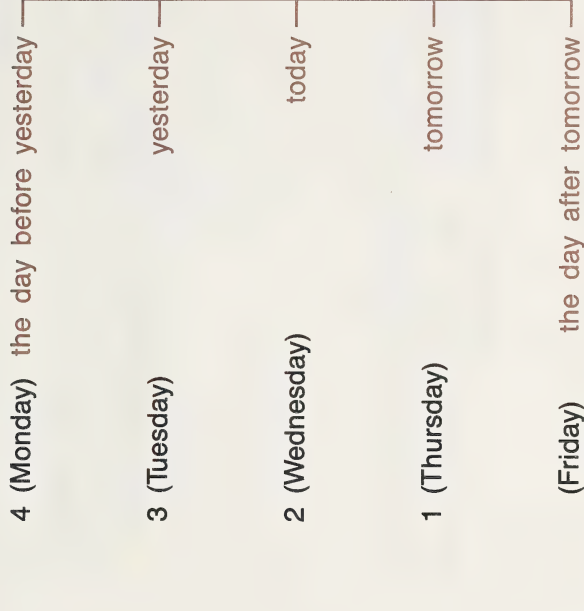 4 (Monday) the day before yesterday
3 (Tuesday) yesterday
2 (Wednesday) today
1 (Thursday) tomorrow
(Friday) the day after tomorrow